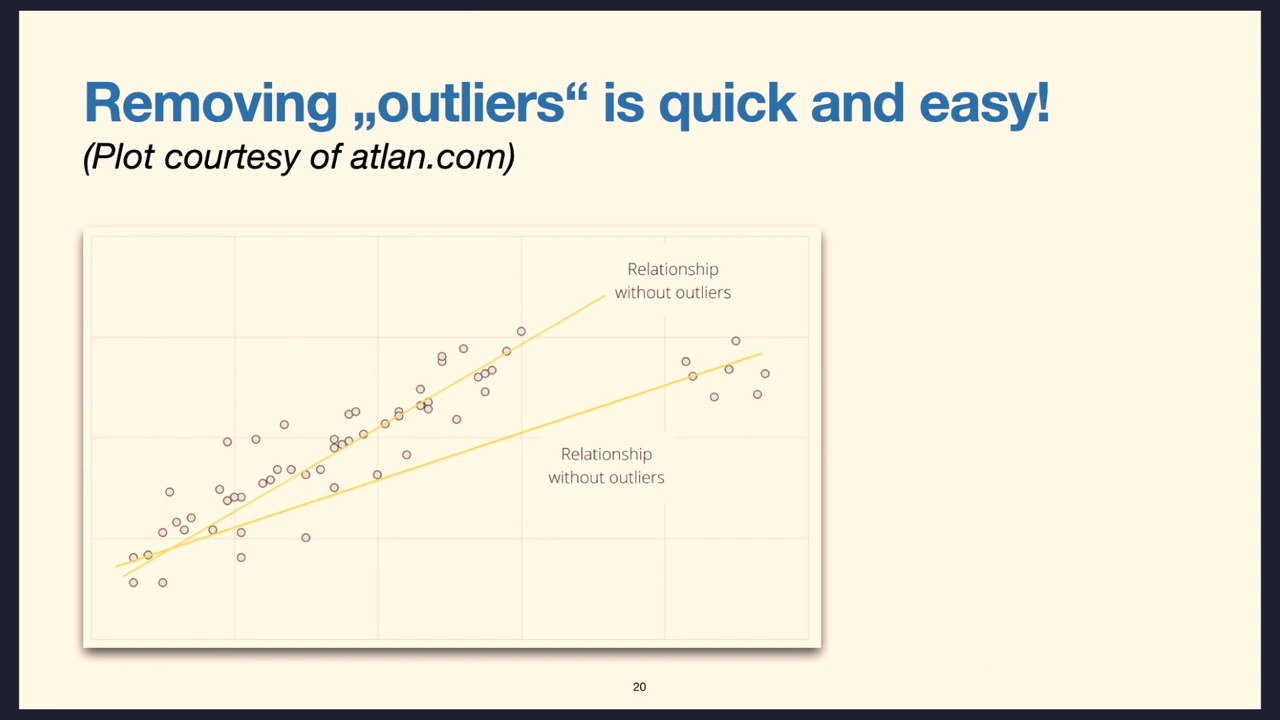 Removing „outliers“ is quick and easy!
(Plot courtesy of atlan.com)
Relationship
without outliers
Relationship
without outliers
20